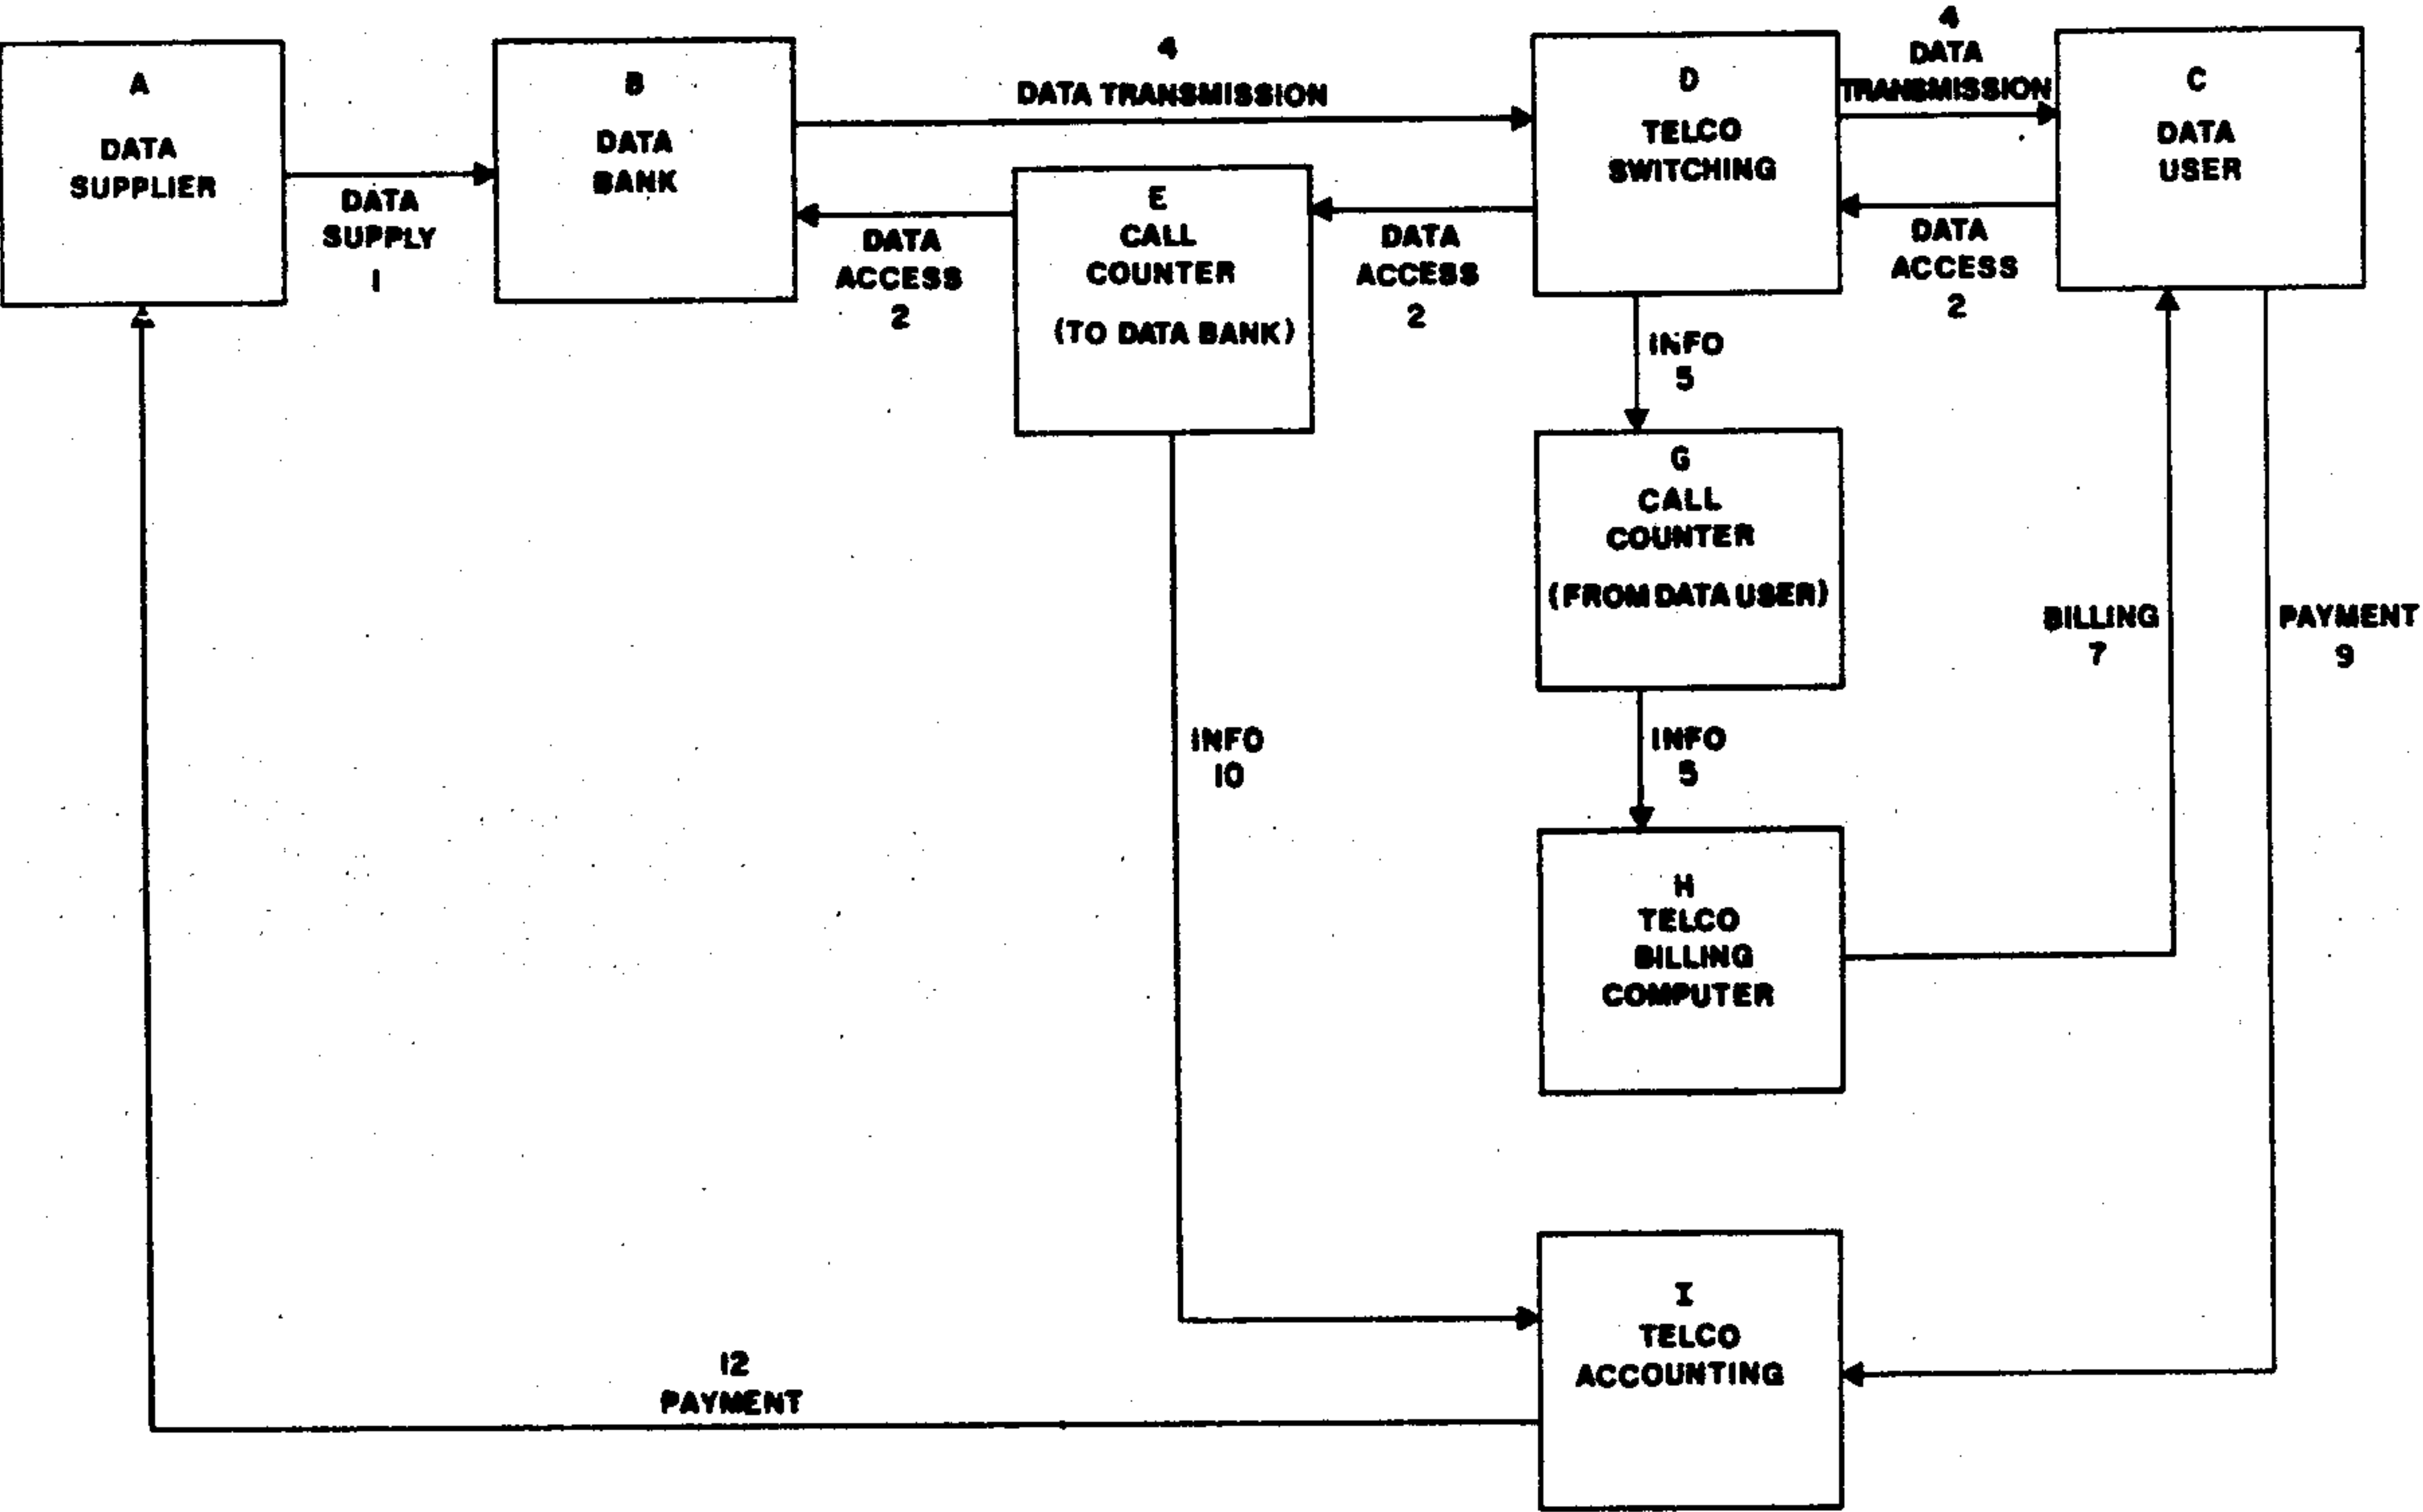 A
DATA
SUPPLIER
DATA
SUPPLY
1
B
DATA
BANK
4
DATA TRANSMISSION
DATA
ACCESS
2
E
CALL
COUNTER
(TO DATA BANK)
DATA
ACCESS
2
D
TELCO
SWITCHING
4
DATA
TRANSMISSION
DATA
ACCESS
2
C
DATA
USER
INFO
5
G
CALL
COUNTER
(FROM DATA USER)
INFO
5
H
TELCO
BILLING
COMPUTER
BILLING
7
PAYMENT
9
INFO
10
I
TELCO
ACCOUNTING
12
PAYMENT